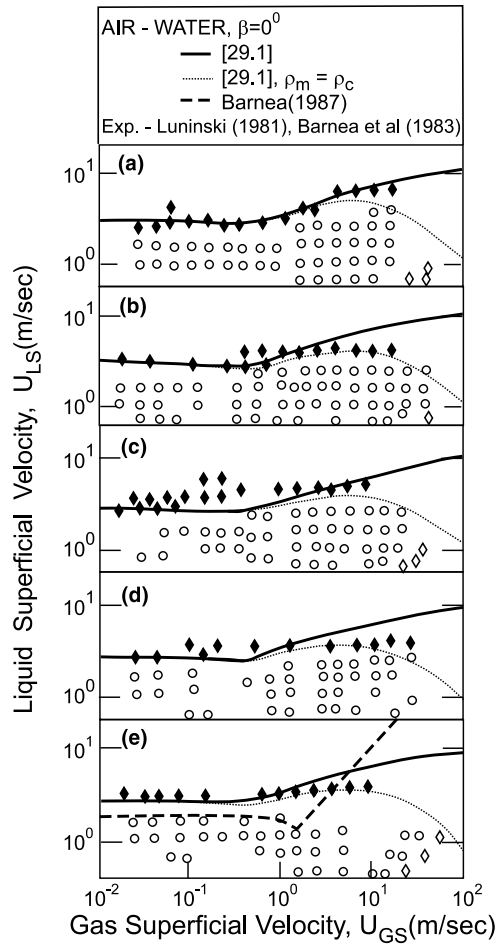 AIR - WATER, β=0⁰
[29.1]
[29.1], ρm = ρc
Barnea(1987)
Exp. - Luninski (1981), Barnea et al (1983)
(a)
10¹
10⁰
(b)
10¹
10⁰
(c)
10¹
10⁰
(d)
10¹
10⁰
(e)
10¹
10⁰
Liquid Superficial Velocity, U_LS(m/sec)
10⁻² 10⁻¹ 10⁰ 10¹ 10²
Gas Superficial Velocity, U_GS(m/sec)